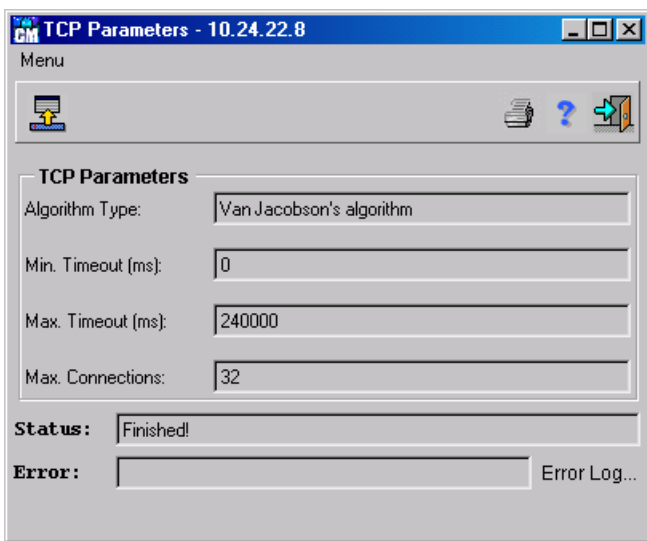 CM TCP Parameters - 10.24.22.8
Menu
?
TCP Parameters
Algorithm Type: Van Jacobson's algorithm
Min. Timeout (ms): 0
Max. Timeout (ms): 240000
Max. Connections: 32
Status: Finished!
Error: Error Log...